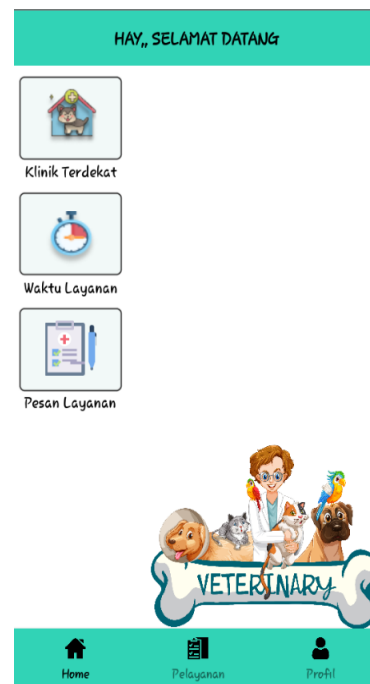 HAY,, SELAMAT DATANG
Klinik Terdekat
Waktu Layanan
Pesan Layanan
VETERINARY
Home
Pelayanan
Profil